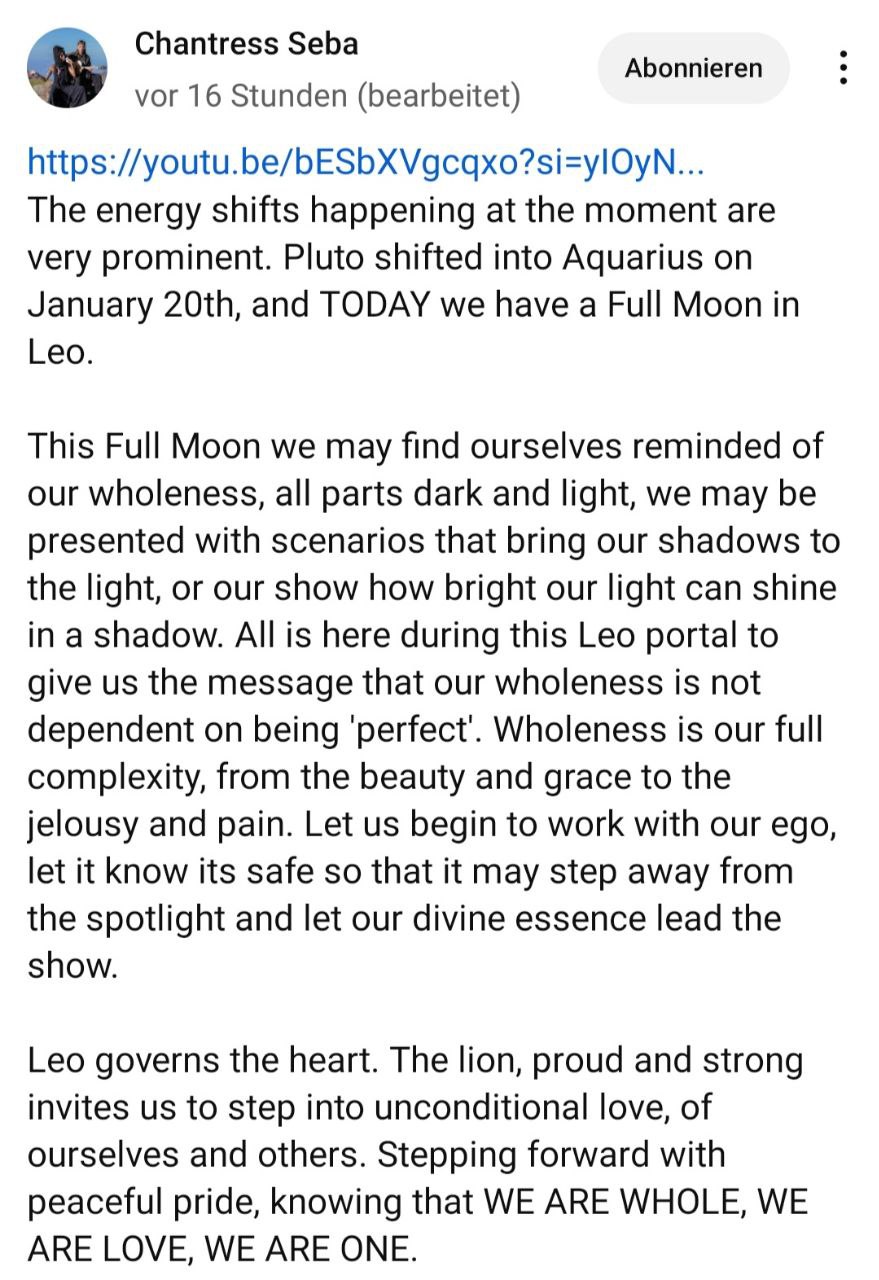 Chantress Seba
Abonnieren
vor 16 Stunden (bearbeitet)
https://youtu.be/bESbXVgcqxo?si=ylOyN...
The energy shifts happening at the moment are
very prominent. Pluto shifted into Aquarius on
January 20th, and TODAY we have a Full Moon in
Leo.
This Full Moon we may find ourselves reminded of
our wholeness, all parts dark and light, we may be
presented with scenarios that bring our shadows to
the light, or our show how bright our light can shine
in a shadow. All is here during this Leo portal to
give us the message that our wholeness is not
dependent on being 'perfect'. Wholeness is our full
complexity, from the beauty and grace to the
jelousy and pain. Let us begin to work with our ego,
let it know its safe so that it may step away from
the spotlight and let our divine essence lead the
show.
Leo governs the heart. The lion, proud and strong
invites us to step into unconditional love, of
ourselves and others. Stepping forward with
peaceful pride, knowing that WE ARE WHOLE, WE
ARE LOVE, WE ARE ONE.